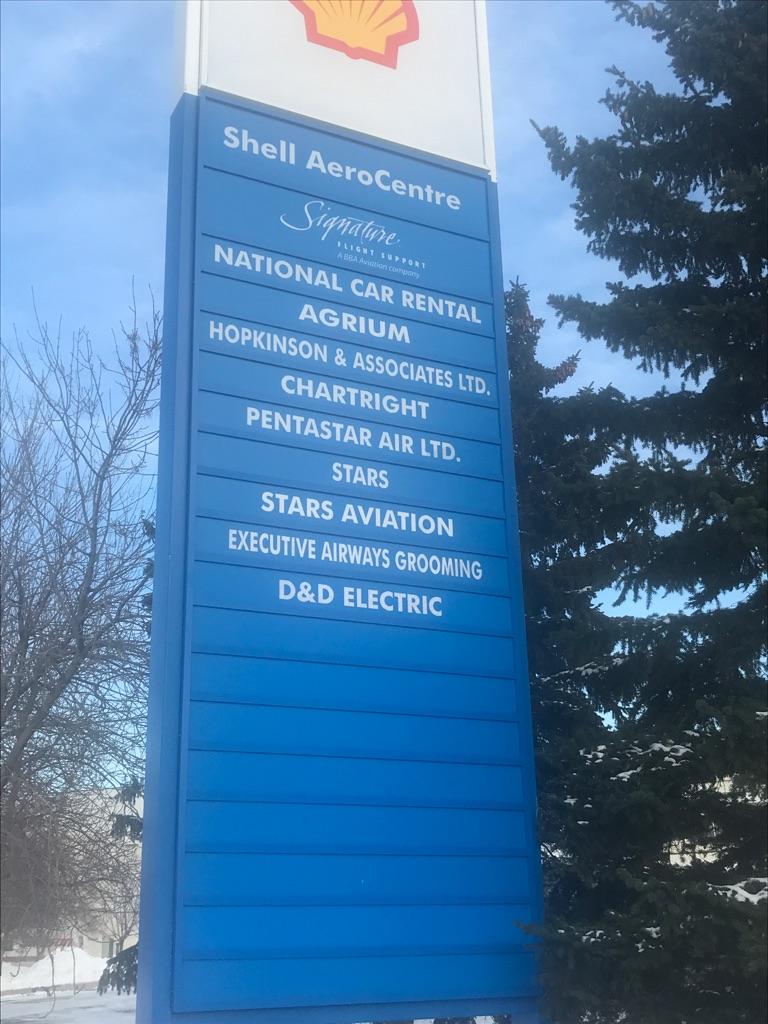 Shell AeroCentre
Signature
FLIGHT SUPPORT
A BBA Aviation company
NATIONAL CAR RENTAL
AGRIUM
HOPKINSON & ASSOCIATES LTD.
CHARTRIGHT
PENTASTAR AIR LTD.
STARS
STARS AVIATION
EXECUTIVE AIRWAYS GROOMING
D&D ELECTRIC